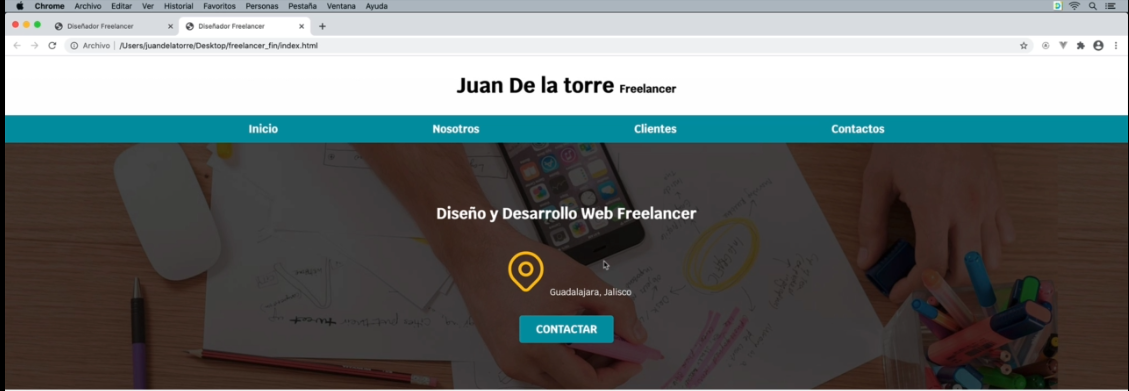 Chrome Archivo Editar Ver Historial Favoritos Personas Pestaña Ventana Ayuda
Diseñador Freelancer x Diseñador Freelancer x +
Archivo | /Users/juandelatorre/Desktop/freelancer_fin/index.html
Juan De la torre Freelancer
Inicio Nosotros Clientes Contactos
Diseño y Desarrollo Web Freelancer
Guadalajara, Jalisco
CONTACTAR